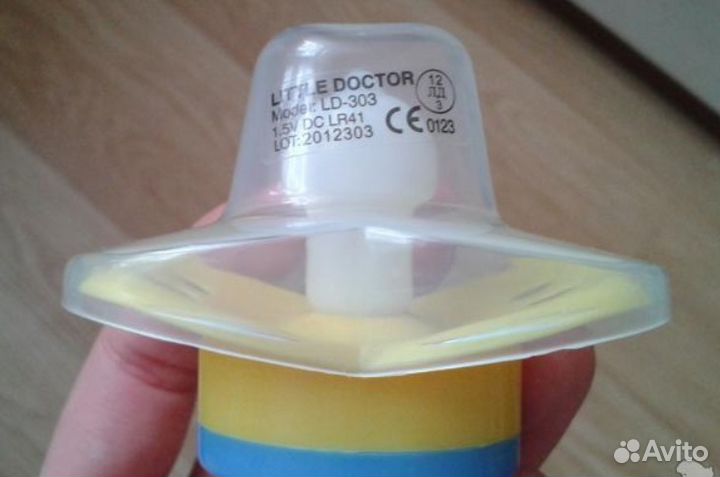 LITTLE DOCTOR
Model: LD-303
1.5V DC LR41
LOT:2012303
CE 0123
12
ЛД
3
Avito